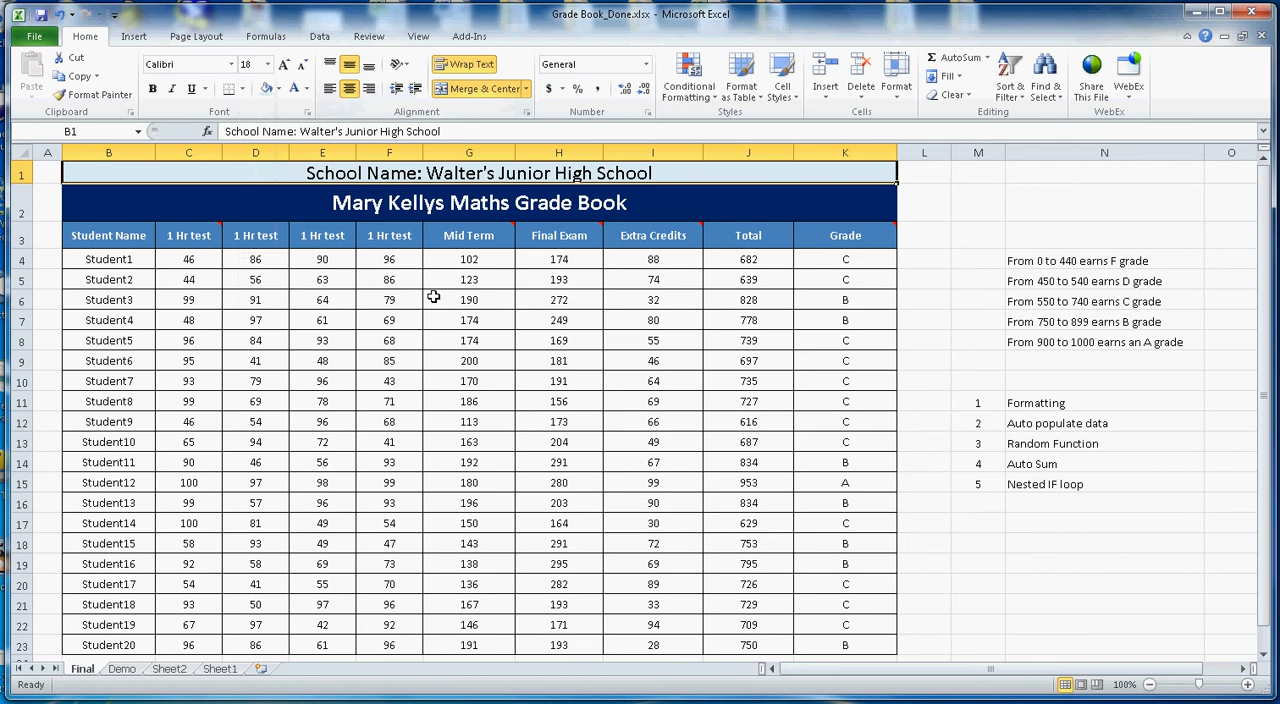 Grade Book_Done.xlsx - Microsoft Excel
File Home Insert Page Layout Formulas Data Review View Add-Ins
Paste Cut Copy Format Painter Clipboard
Calibri 18 A A B I U A Font
Wrap Text Merge & Center Alignment
General $ % , Number
Conditional Formatting Format as Table Cell Styles Styles
Insert Delete Format Cells
Σ AutoSum Fill Clear Sort & Filter Find & Select Editing
Share This File WebEx WebEx
B1 fx School Name: Walter's Junior High School
A B C D E F G H I J K L M N O
1 School Name: Walter's Junior High School
2 Mary Kellys Maths Grade Book
3 Student Name 1 Hr test 1 Hr test 1 Hr test 1 Hr test Mid Term Final Exam Extra Credits Total Grade
4 Student1 46 86 90 96 102 174 88 682 C From 0 to 440 earns F grade
5 Student2 44 56 63 86 123 193 74 639 C From 450 to 540 earns D grade
6 Student3 99 91 64 79 190 272 32 828 B From 550 to 740 earns C grade
7 Student4 48 97 61 69 174 249 80 778 B From 750 to 899 earns B grade
8 Student5 96 84 93 68 174 169 55 739 C From 900 to 1000 earns an A grade
9 Student6 95 41 48 85 200 181 46 697 C
10 Student7 93 79 96 43 170 191 64 735 C
11 Student8 99 69 78 71 186 156 69 727 C 1 Formatting
12 Student9 46 54 96 68 113 173 66 616 C 2 Auto populate data
13 Student10 65 94 72 41 163 204 49 687 C 3 Random Function
14 Student11 90 46 56 93 192 291 67 834 B 4 Auto Sum
15 Student12 100 97 98 99 180 280 99 953 A 5 Nested IF loop
16 Student13 99 57 96 93 196 203 90 834 B
17 Student14 100 81 49 54 150 164 30 629 C
18 Student15 58 93 49 47 143 291 72 753 B
19 Student16 92 58 69 73 138 295 69 795 B
20 Student17 54 41 55 70 136 282 89 726 C
21 Student18 93 50 97 96 167 193 33 729 C
22 Student19 67 97 42 92 146 171 94 709 C
23 Student20 96 86 61 96 191 193 28 750 B
Final Demo Sheet2 Sheet1
Ready 100%